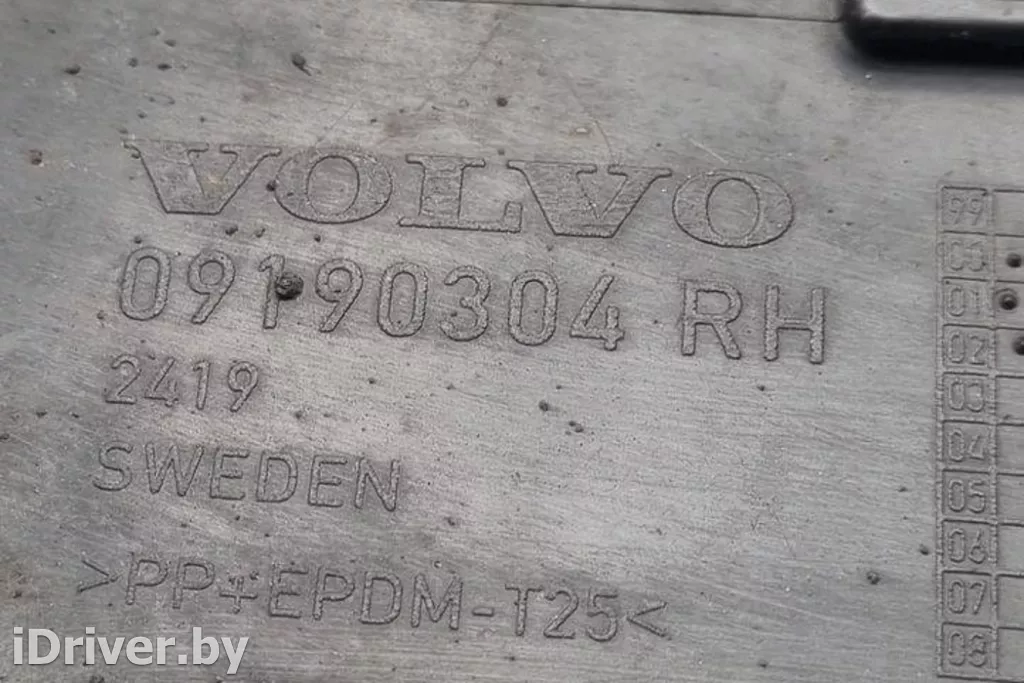 VOLVO
09190304 RH
2419
SWEDEN
>PP+EPDM-T25<
99
00
01
02
03
04
05
06
07
08
iDriver.by